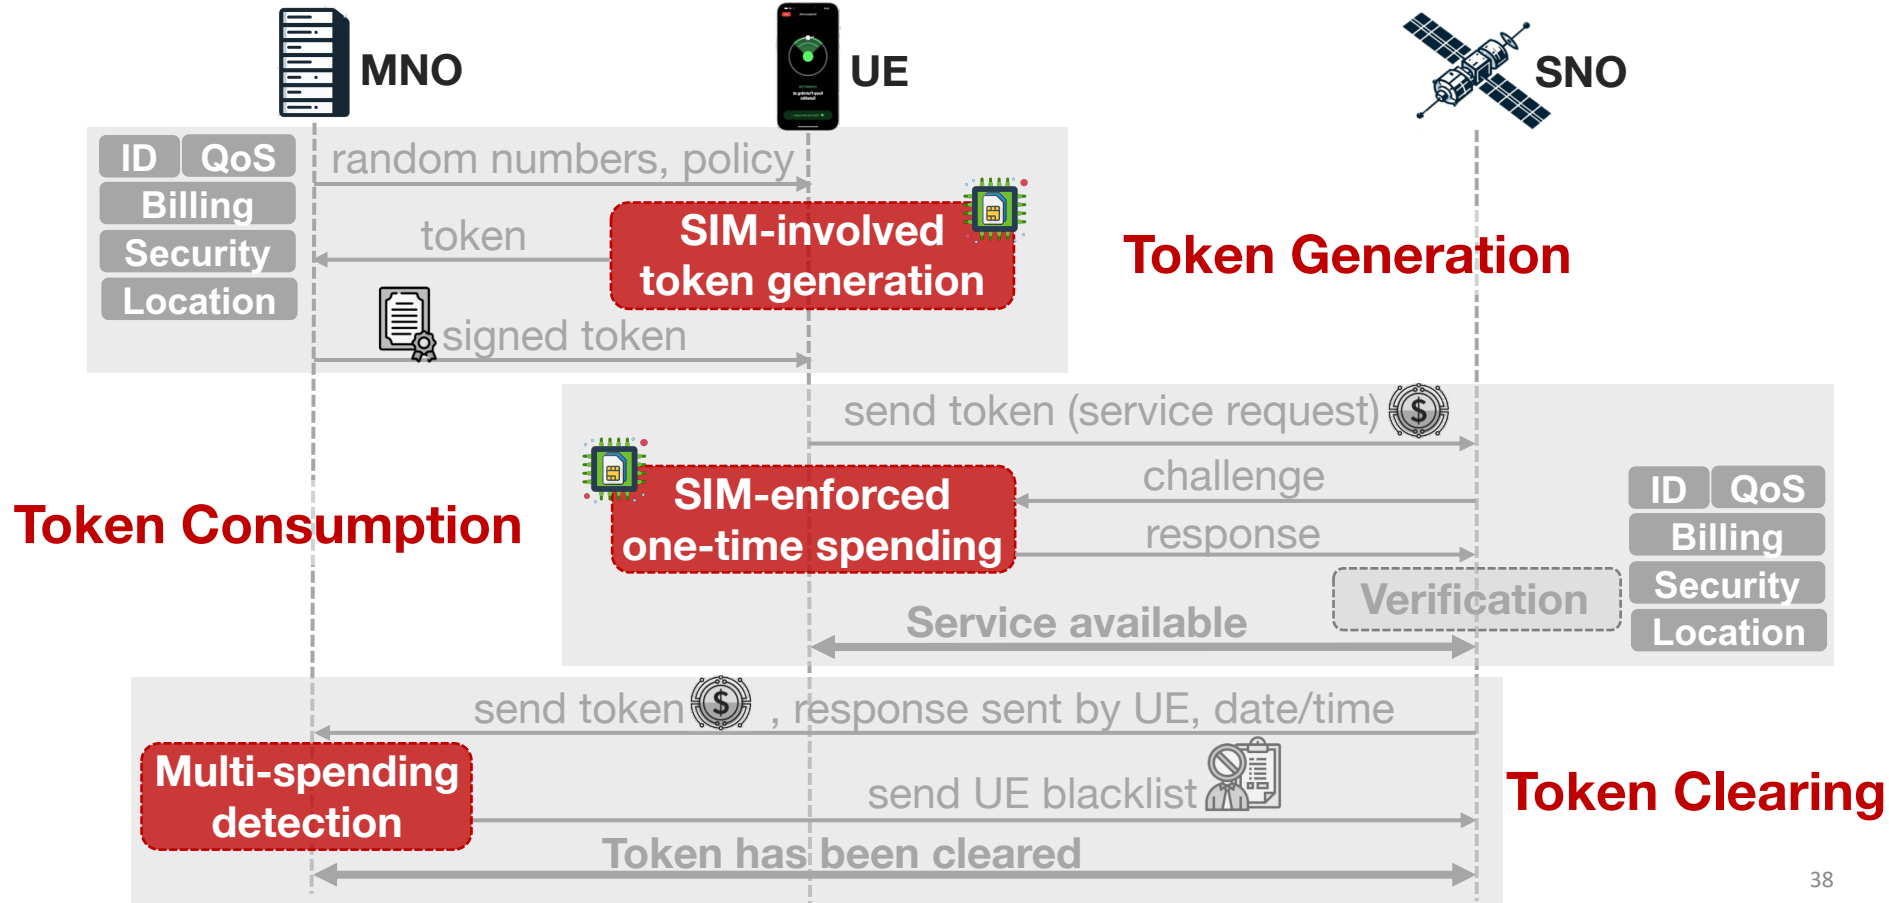 MNO
UE
SNO
ID
QoS
Billing
Security
Location
random numbers, policy
token
SIM-involved
token generation
signed token
Token Generation
send token (service request)
challenge
SIM-enforced
one-time spending
response
Token Consumption
Verification
Service available
ID
QoS
Billing
Security
Location
send token
, response sent by UE, date/time
Multi-spending
detection
send UE blacklist
Token has been cleared
Token Clearing
38